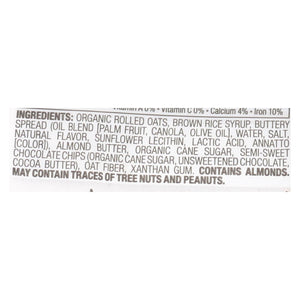 Vitamin A 0% • Vitamin C 0% • Calcium 4% • Iron 10%
INGREDIENTS: ORGANIC ROLLED OATS, BROWN RICE SYRUP, BUTTERY
SPREAD (OIL BLEND [PALM FRUIT, CANOLA, OLIVE OIL], WATER, SALT,
NATURAL FLAVOR, SUNFLOWER LECITHIN, LACTIC ACID, ANNATTO
[COLOR]), ALMOND BUTTER, ORGANIC CANE SUGAR, SEMI-SWEET
CHOCOLATE CHIPS (ORGANIC CANE SUGAR, UNSWEETENED CHOCOLATE,
COCOA BUTTER), OAT FIBER, XANTHAN GUM. CONTAINS ALMONDS.
MAY CONTAIN TRACES OF TREE NUTS AND PEANUTS.